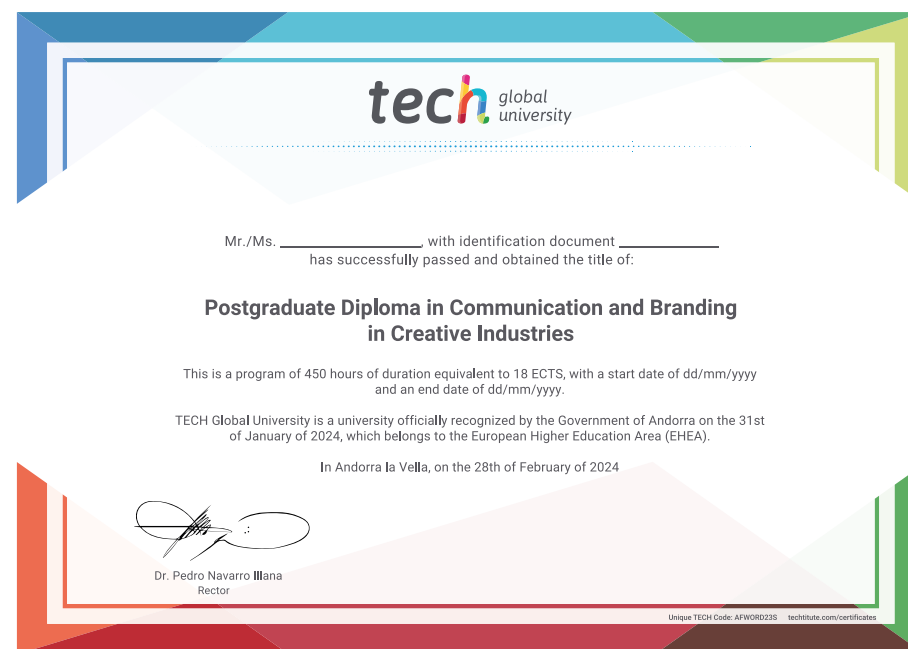 tech global university
Mr./Ms. ____________, with identification document ____________
has successfully passed and obtained the title of:
Postgraduate Diploma in Communication and Branding
in Creative Industries
This is a program of 450 hours of duration equivalent to 18 ECTS, with a start date of dd/mm/yyyy
and an end date of dd/mm/yyyy.
TECH Global University is a university officially recognized by the Government of Andorra on the 31st
of January of 2024, which belongs to the European Higher Education Area (EHEA).
In Andorra la Vella, on the 28th of February of 2024
Dr. Pedro Navarro Illana
Rector
Unique TECH Code: AFWORD23S techtitute.com/certificates